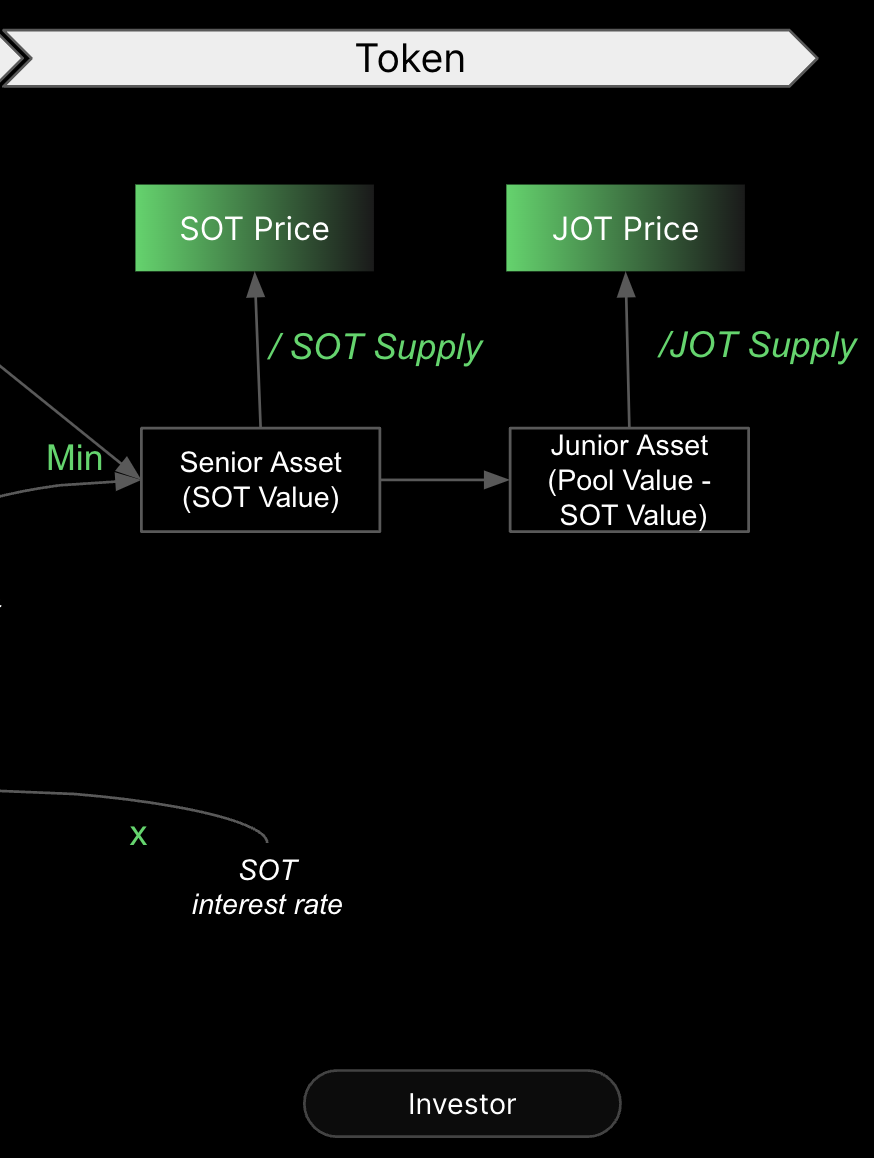 Token
SOT Price
JOT Price
/ SOT Supply
/JOT Supply
Min
Senior Asset
(SOT Value)
Junior Asset
(Pool Value -
SOT Value)
x
SOT
interest rate
Investor